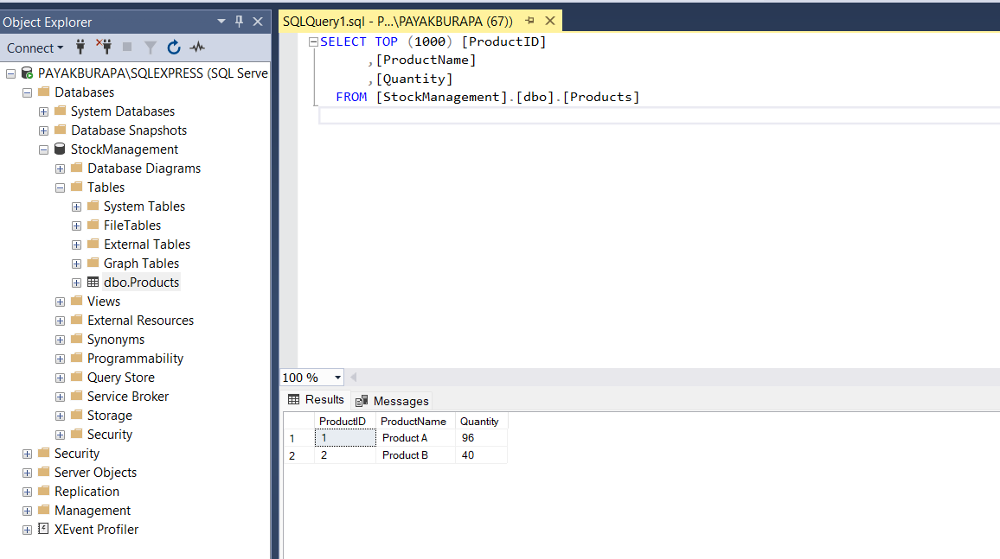 Object Explorer
Connect
PAYAKBURAPA\SQLEXPRESS (SQL Serve
Databases
System Databases
Database Snapshots
StockManagement
Database Diagrams
Tables
System Tables
FileTables
External Tables
Graph Tables
dbo.Products
Views
External Resources
Synonyms
Programmability
Query Store
Service Broker
Storage
Security
Security
Server Objects
Replication
Management
XEvent Profiler
SQLQuery1.sql - P...\PAYAKBURAPA (67))
SELECT TOP (1000) [ProductID]
,[ProductName]
,[Quantity]
FROM [StockManagement].[dbo].[Products]
100 %
Results Messages
ProductID ProductName Quantity
1 1 Product A 96
2 2 Product B 40